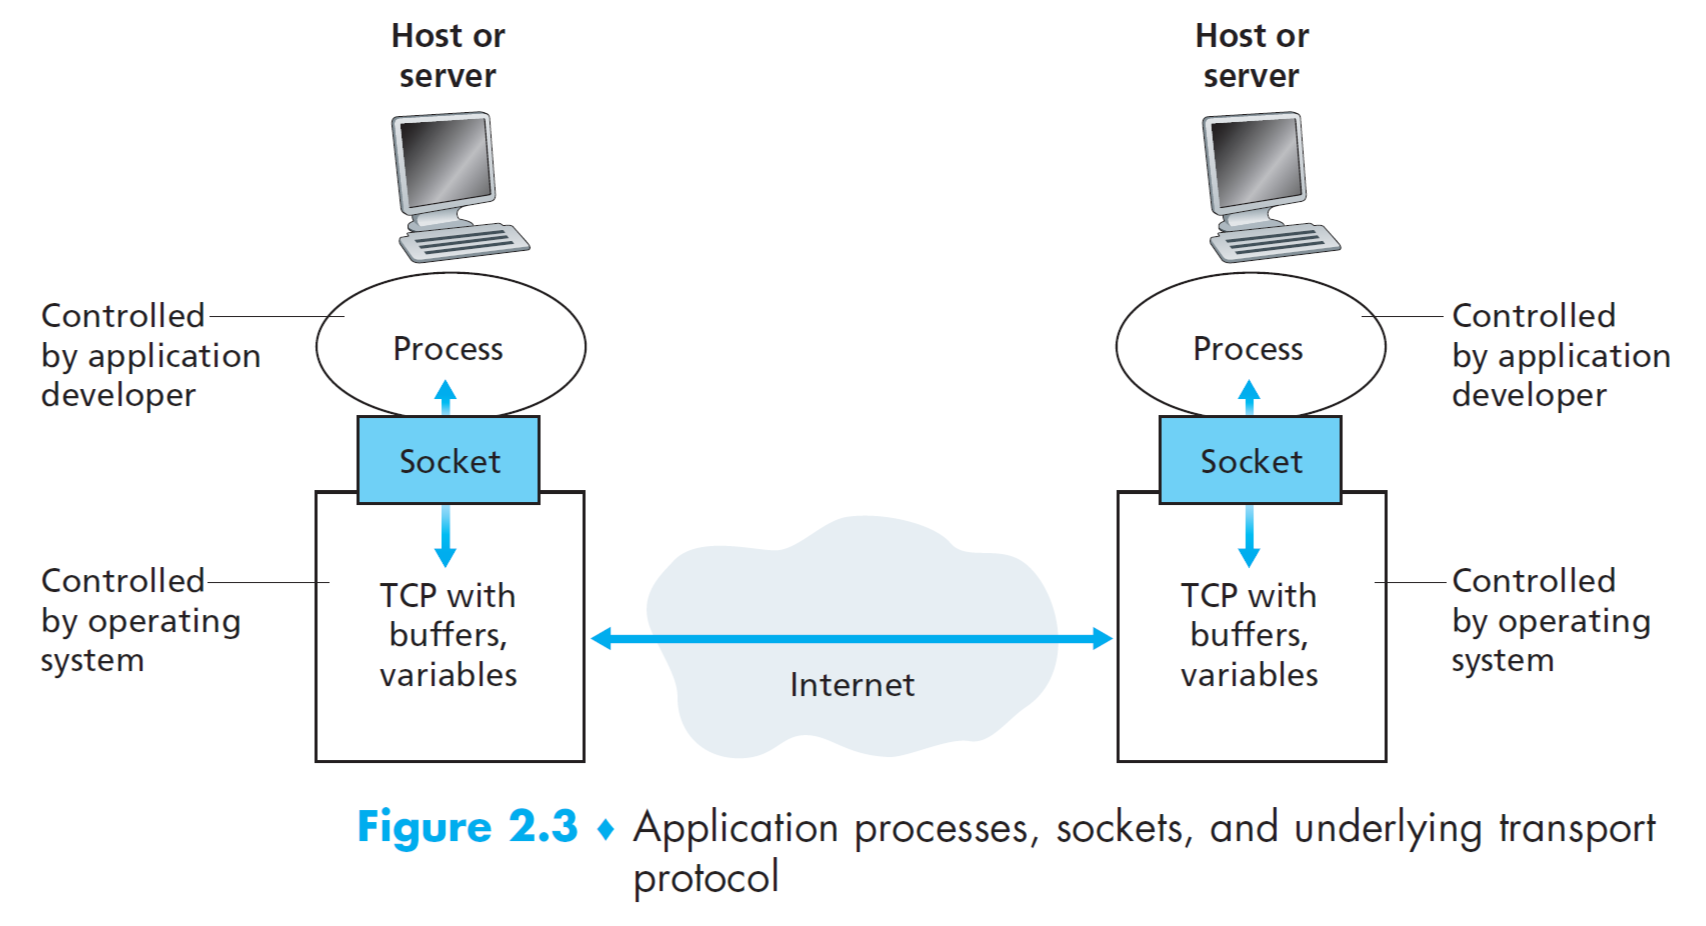 Host or
server
Host or
server
Controlled
by application
developer
Process
Process
Controlled
by application
developer
Socket
Socket
Controlled
by operating
system
TCP with
buffers,
variables
Internet
TCP with
buffers,
variables
Controlled
by operating
system
Figure 2.3 ♦ Application processes, sockets, and underlying transport
protocol